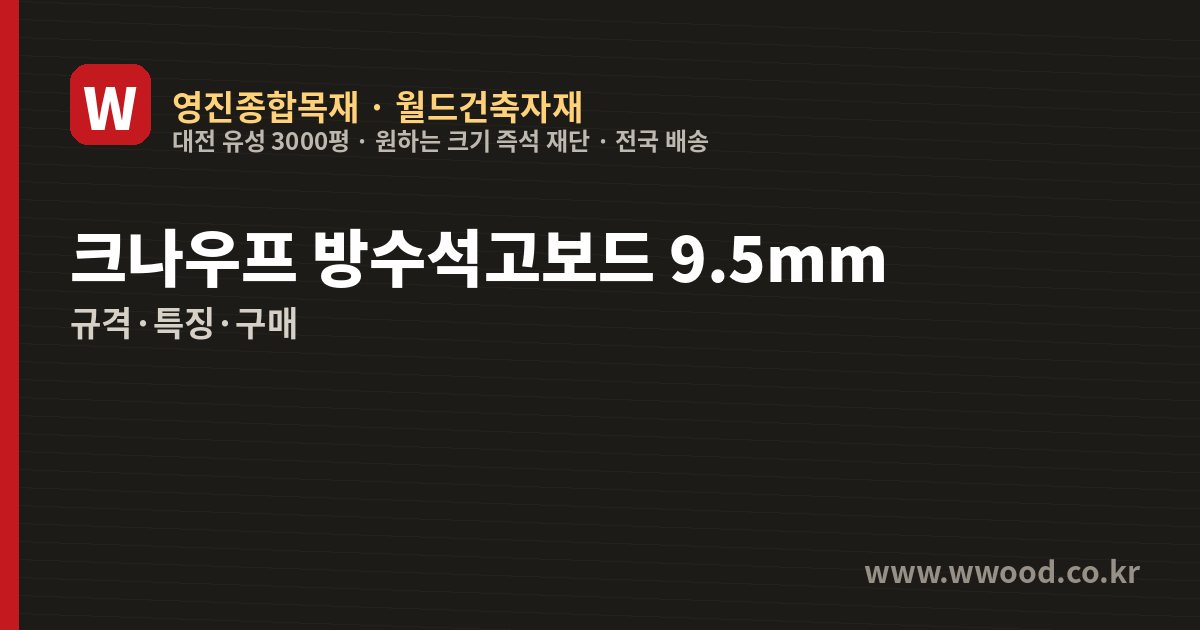 W
영진종합목재 · 월드건축자재
대전 유성 3000평 · 원하는 크기 즉석 재단 · 전국 배송
크나우프 방수석고보드 9.5mm
규격·특징·구매
www.wwood.co.kr